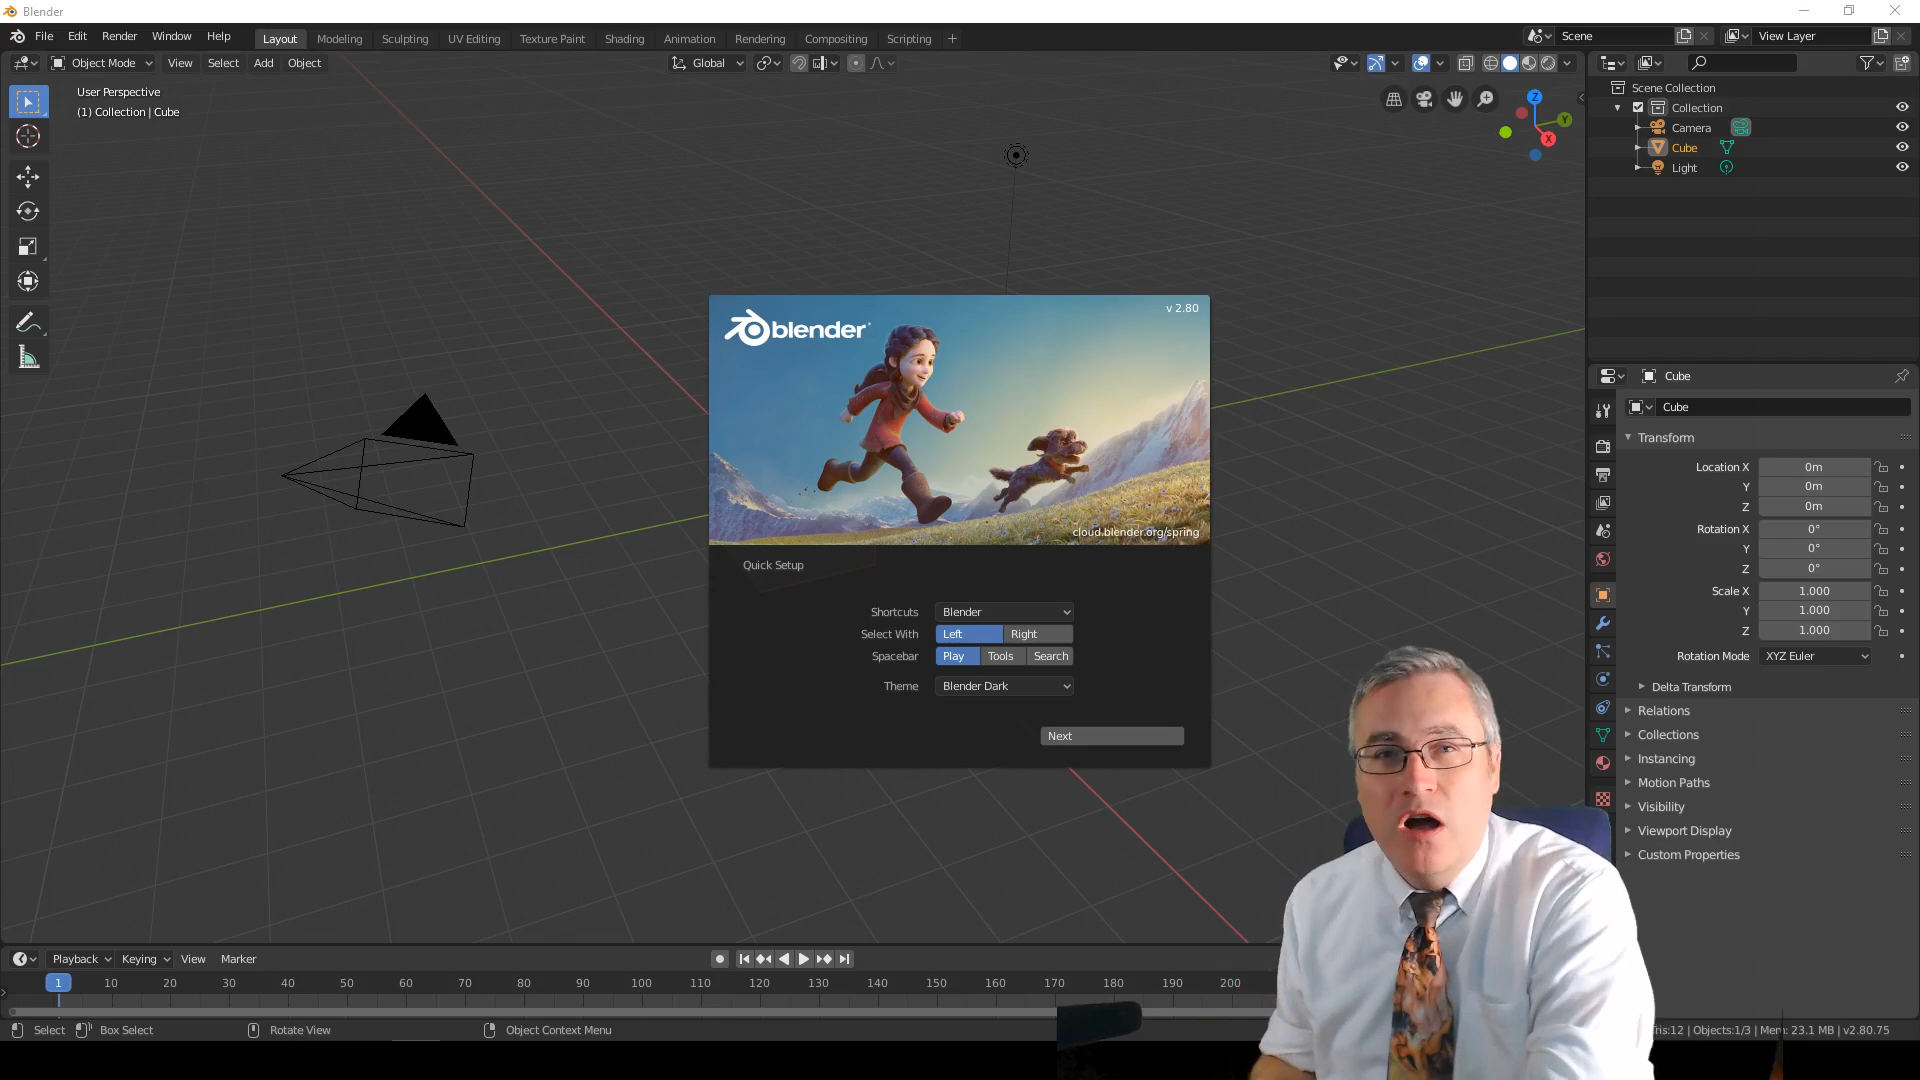 Blender
File Edit Render Window Help
Layout Modeling Sculpting UV Editing Texture Paint Shading Animation Rendering Compositing Scripting +
Scene
View Layer
Object Mode View Select Add Object
Global
User Perspective
(1) Collection | Cube
Z
Y
X
Scene Collection
Collection
Camera
Cube
Light
blender
v 2.80
cloud.blender.org/spring
Quick Setup
Shortcuts Blender
Select With Left Right
Spacebar Play Tools Search
Theme Blender Dark
Next
Cube
Cube
Transform
Location X 0m
Y 0m
Z 0m
Rotation X 0°
Y 0°
Z 0°
Scale X 1.000
Y 1.000
Z 1.000
Rotation Mode XYZ Euler
Delta Transform
Relations
Collections
Instancing
Motion Paths
Visibility
Viewport Display
Custom Properties
Playback Keying View Marker
1 10 20 30 40 50 60 70 80 90 100 110 120 130 140 150 160 170 180 190 200
Select Box Select Rotate View Object Context Menu
:12 | Objects:1/3 | Mem: 23.1 MB | v2.80.75